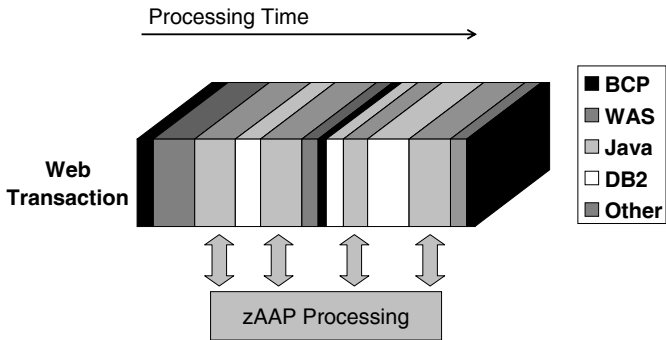 Processing Time
Web
Transaction
BCP
WAS
Java
DB2
Other
zAAP Processing